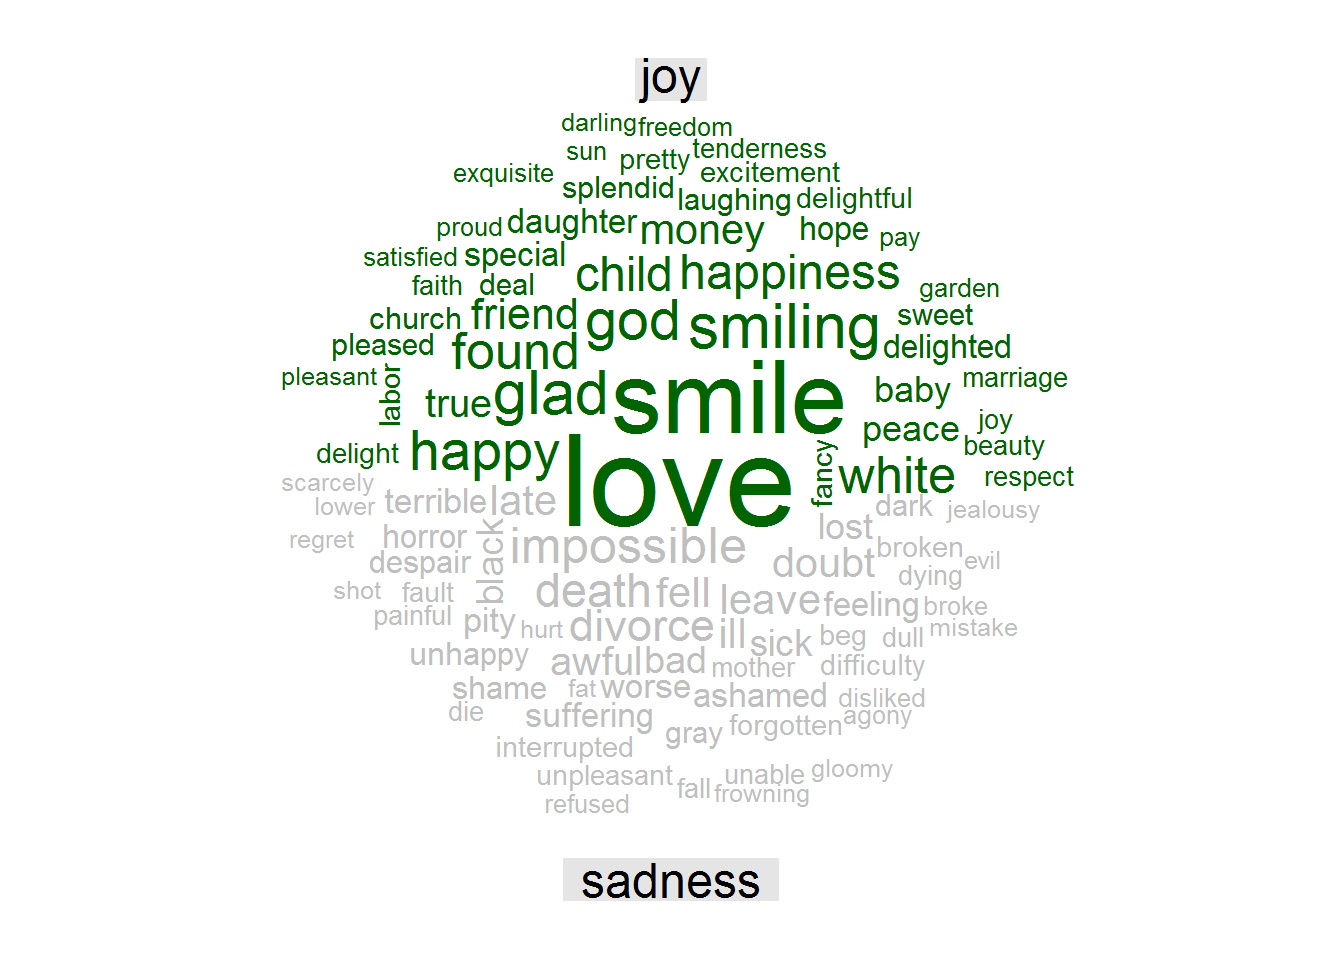 joy
darling freedom
sun pretty tenderness
exquisite excitement
splendid laughing delightful
proud daughter money hope pay
satisfied special
child happiness
faith deal garden
church friend god smiling sweet
pleased found delighted
pleasant labor true glad smile baby marriage
peace joy
delight happy love fancy white beauty
respect
scarcely
lower terrible late dark jealousy
regret horror black impossible lost broken
despair doubt evil
shot fault death fell leave feeling dying broke
painful pity hurt divorce ill sick beg dull mistake
unhappy awful bad mother difficulty
shame fat worse ashamed disliked
die suffering gray forgotten agony
interrupted
unpleasant unable gloomy
refused fall frowning
sadness